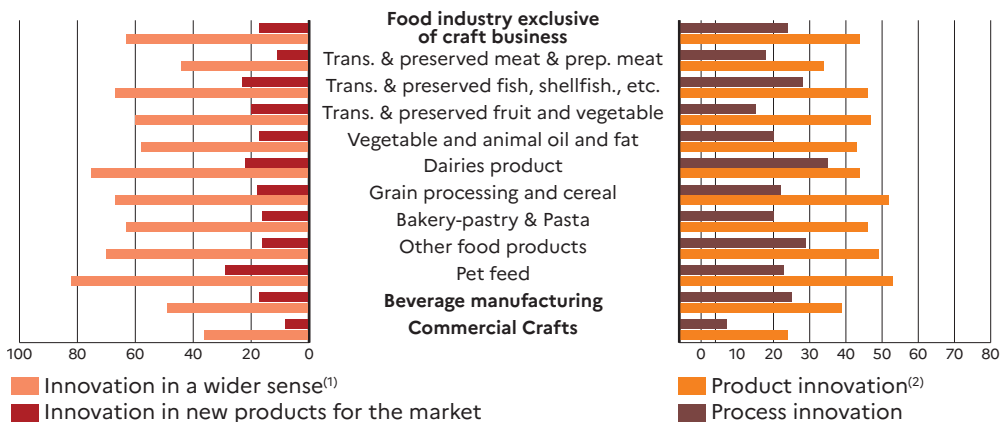 Food industry exclusive
of craft business
Trans. & preserved meat & prep. meat
Trans. & preserved fish, shellfish., etc.
Trans. & preserved fruit and vegetable
Vegetable and animal oil and fat
Dairies product
Grain processing and cereal
Bakery-pastry & Pasta
Other food products
Pet feed
Beverage manufacturing
Commercial Crafts
100 80 60 40 20 0 0 10 20 30 40 50 60 70 80
Innovation in a wider sense(1)
Innovation in new products for the market
Product innovation(2)
Process innovation